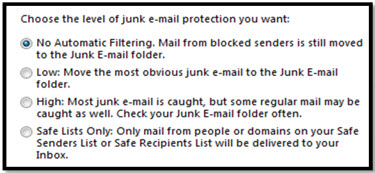 Choose the level of junk e-mail protection you want:
No Automatic Filtering. Mail from blocked senders is still moved
to the Junk E-mail folder.
Low: Move the most obvious junk e-mail to the Junk E-mail
folder.
High: Most junk e-mail is caught, but some regular mail may be
caught as well. Check your Junk E-mail folder often.
Safe Lists Only: Only mail from people or domains on your Safe
Senders List or Safe Recipients List will be delivered to your
Inbox.